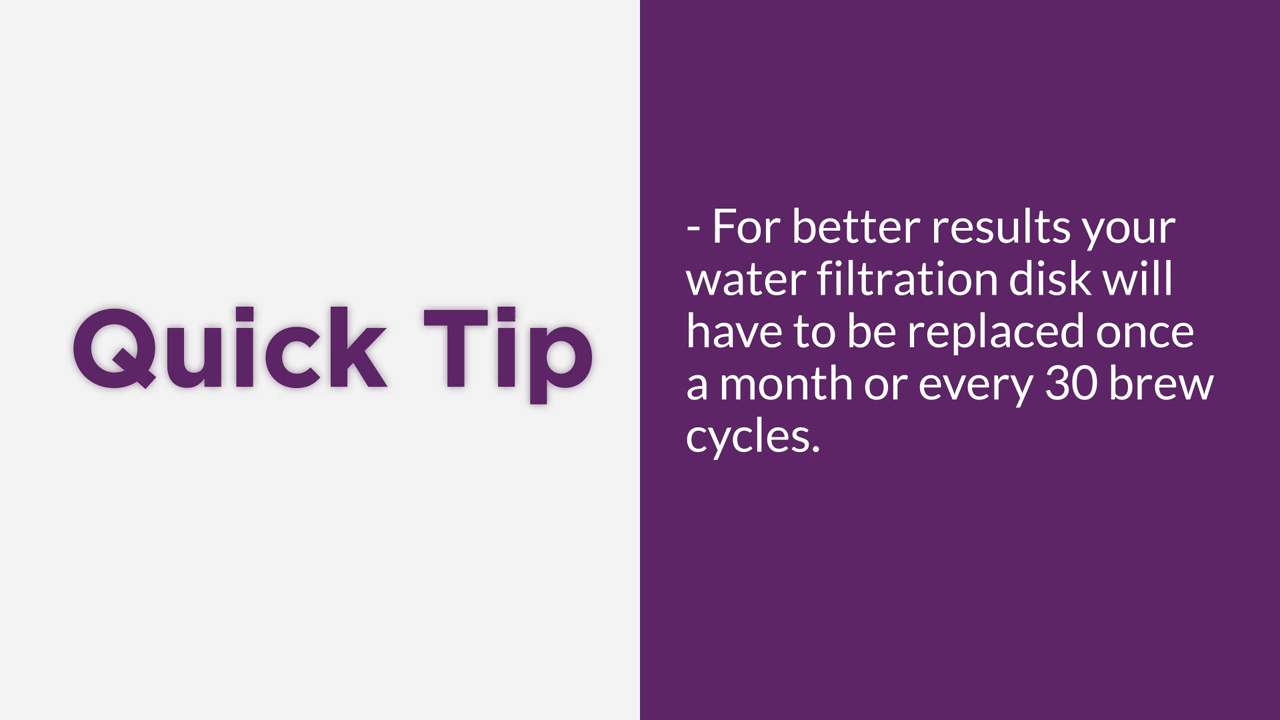 Quick Tip
- For better results your
water filtration disk will
have to be replaced once
a month or every 30 brew
cycles.